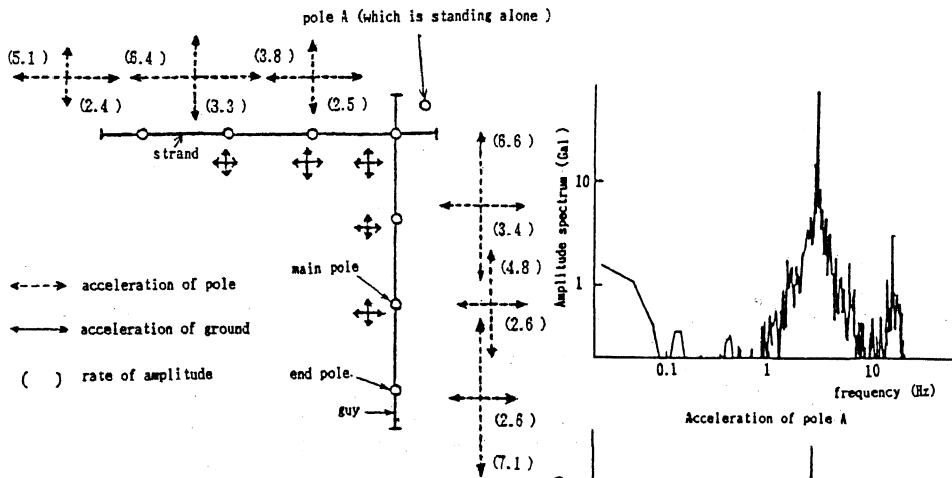 pole A (which is standing alone)
(5.1)
(6.4)
(3.8)
(2.4)
(3.3)
(2.5)
strand
(6.6)
(3.4)
(4.8)
main pole
(2.6)
end pole
guy
(2.6)
(7.1)
acceleration of pole
acceleration of ground
( ) rate of amplitude
Amplitude spectrum (Gal)
10
1
0.1
1
10
frequency (Hz)
Acceleration of pole A